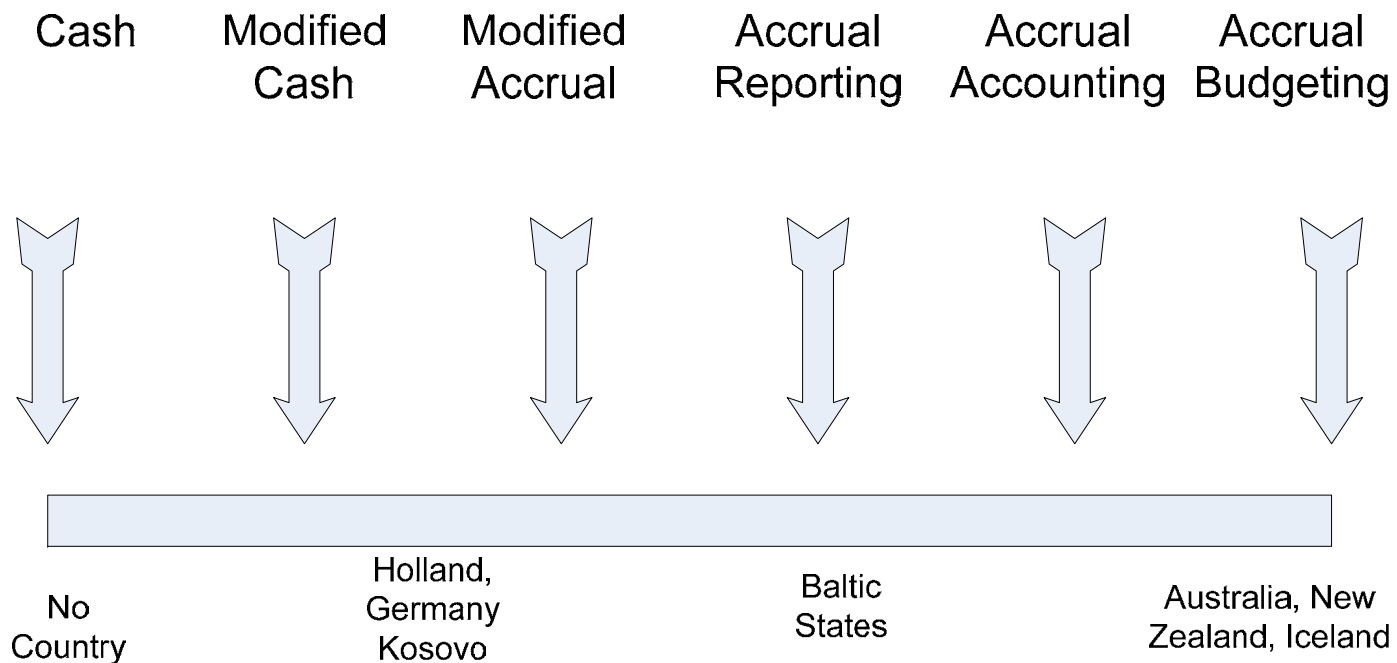 Cash
Modified
Cash
Modified
Accrual
Accrual
Reporting
Accrual
Accounting
Accrual
Budgeting
No
Country
Holland,
Germany
Kosovo
Baltic
States
Australia, New
Zealand, Iceland